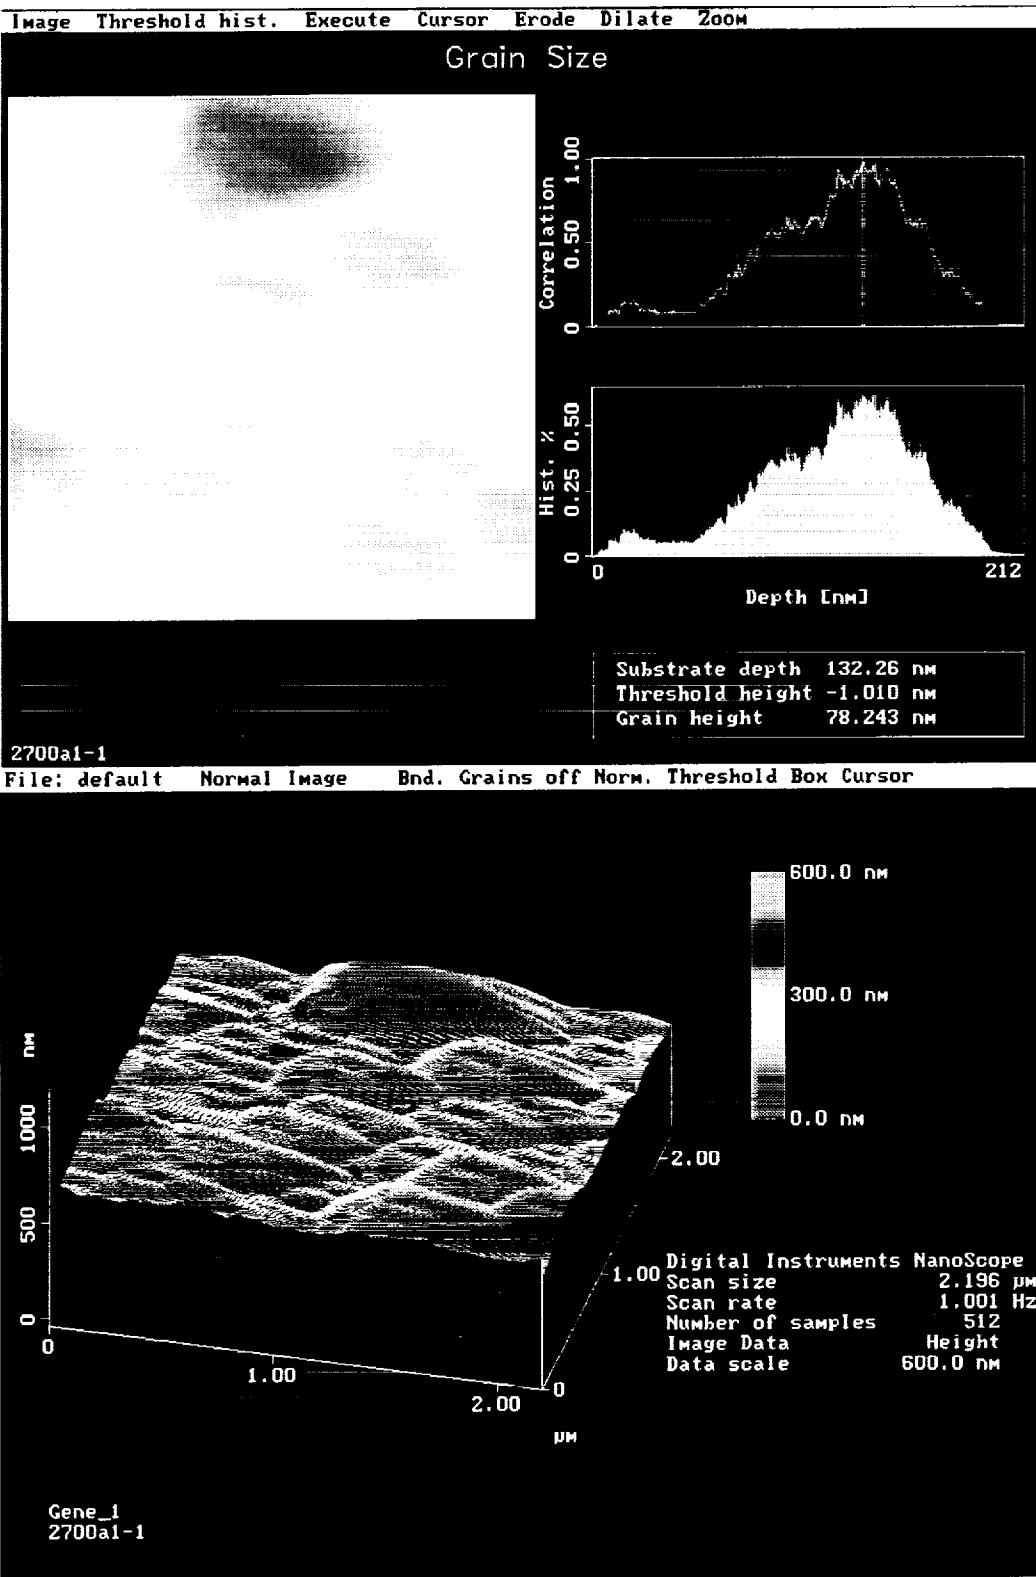 Image  Threshold hist.  Execute  Cursor  Erode  Dilate  Zoom
Grain Size
Correlation
1.00
0.50
0
Hist. %
0.50
0.25
0
0
212
Depth [nm]
Substrate depth  132.26 nm
Threshold height -1.010 nm
Grain height  78.243 nm
2700a1-1
File: default  Normal Image  Bnd. Grains off Norm. Threshold Box Cursor
600.0 nm
300.0 nm
0.0 nm
nm
1000
500
0
0
1.00
2.00
µm
0
1.00
2.00
Digital Instruments NanoScope
Scan size  2.196 µm
Scan rate  1.001 Hz
Number of samples  512
Image Data  Height
Data scale  600.0 nm
Gene_1
2700a1-1